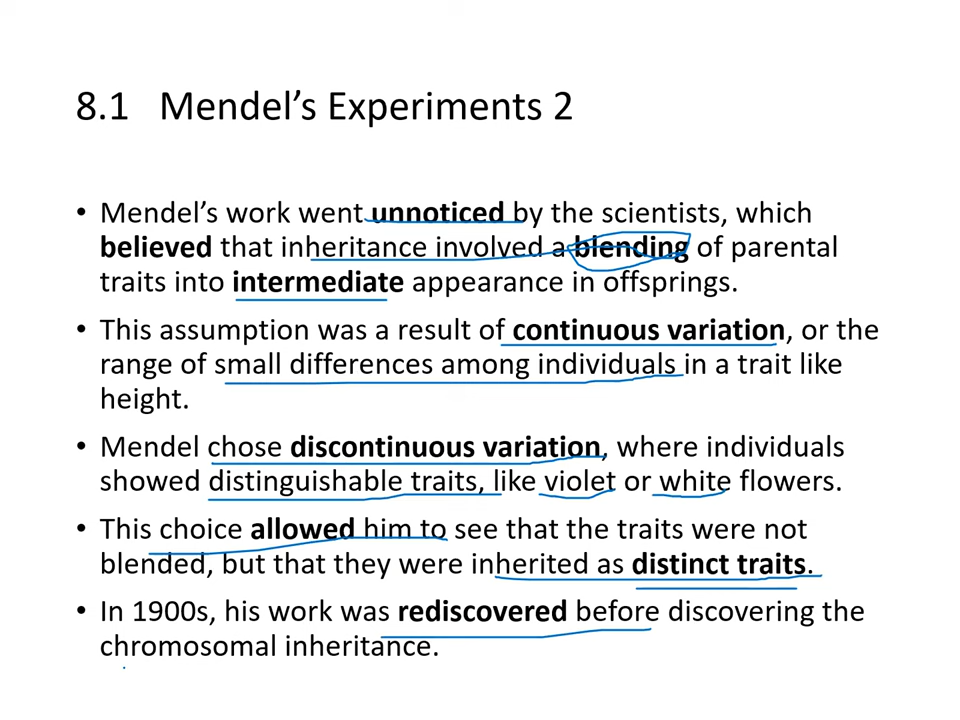 8.1 Mendel’s Experiments 2
• Mendel’s work went unnoticed by the scientists, which
believed that inheritance involved a blending of parental
traits into intermediate appearance in offsprings.
• This assumption was a result of continuous variation, or the
range of small differences among individuals in a trait like
height.
• Mendel chose discontinuous variation, where individuals
showed distinguishable traits, like violet or white flowers.
• This choice allowed him to see that the traits were not
blended, but that they were inherited as distinct traits.
• In 1900s, his work was rediscovered before discovering the
chromosomal inheritance.